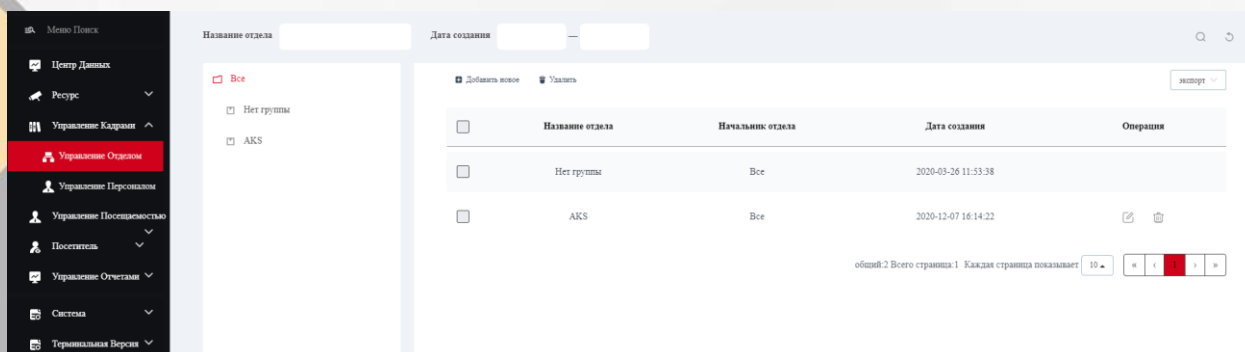 Меню Поиск
Центр Данных
Ресурс
Управление Кадрами
Управление Отделом
Управление Персоналом
Управление Посещаемостью
Посетитель
Управление Отчетами
Система
Терминальная Версия
Название отдела
Дата создания —
Все
Нет группы
AKS
Добавить новое Удалить экспорт
Название отдела Начальник отдела Дата создания Операция
Нет группы Все 2020-03-26 11:53:38
AKS Все 2020-12-07 16:14:22
общий:2 Всего страница:1 Каждая страница показывает 10 « ‹ 1 › »